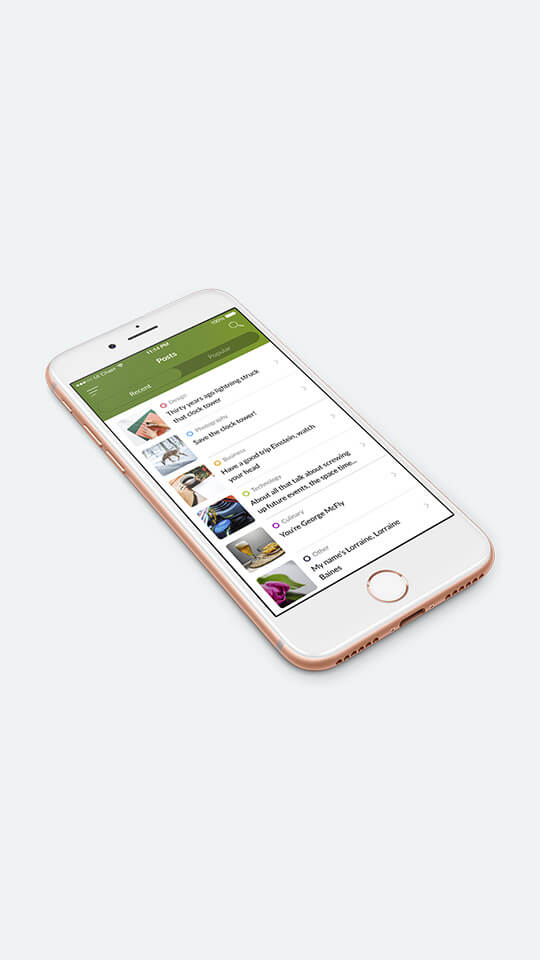 11:14 PM
100%
Posts
Recent
Popular
Design
Thirty years ago lightning struck
that clock tower
Photography
Save the clock tower!
Business
Have a good trip Einstein, watch
your head
Technology
About all that talk about screwing
up future events, the space time...
Culinary
You're George McFly
Other
My name's Lorraine, Lorraine
Baines